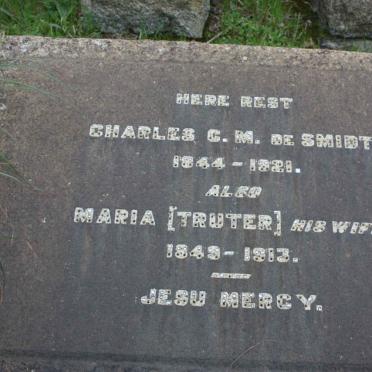 HERE REST
CHARLES G. M. DE SMIDT
1844 - 1921.
ALSO
MARIA [TRUTER] HIS WIFE
1849 - 1913.
JESU MERCY.